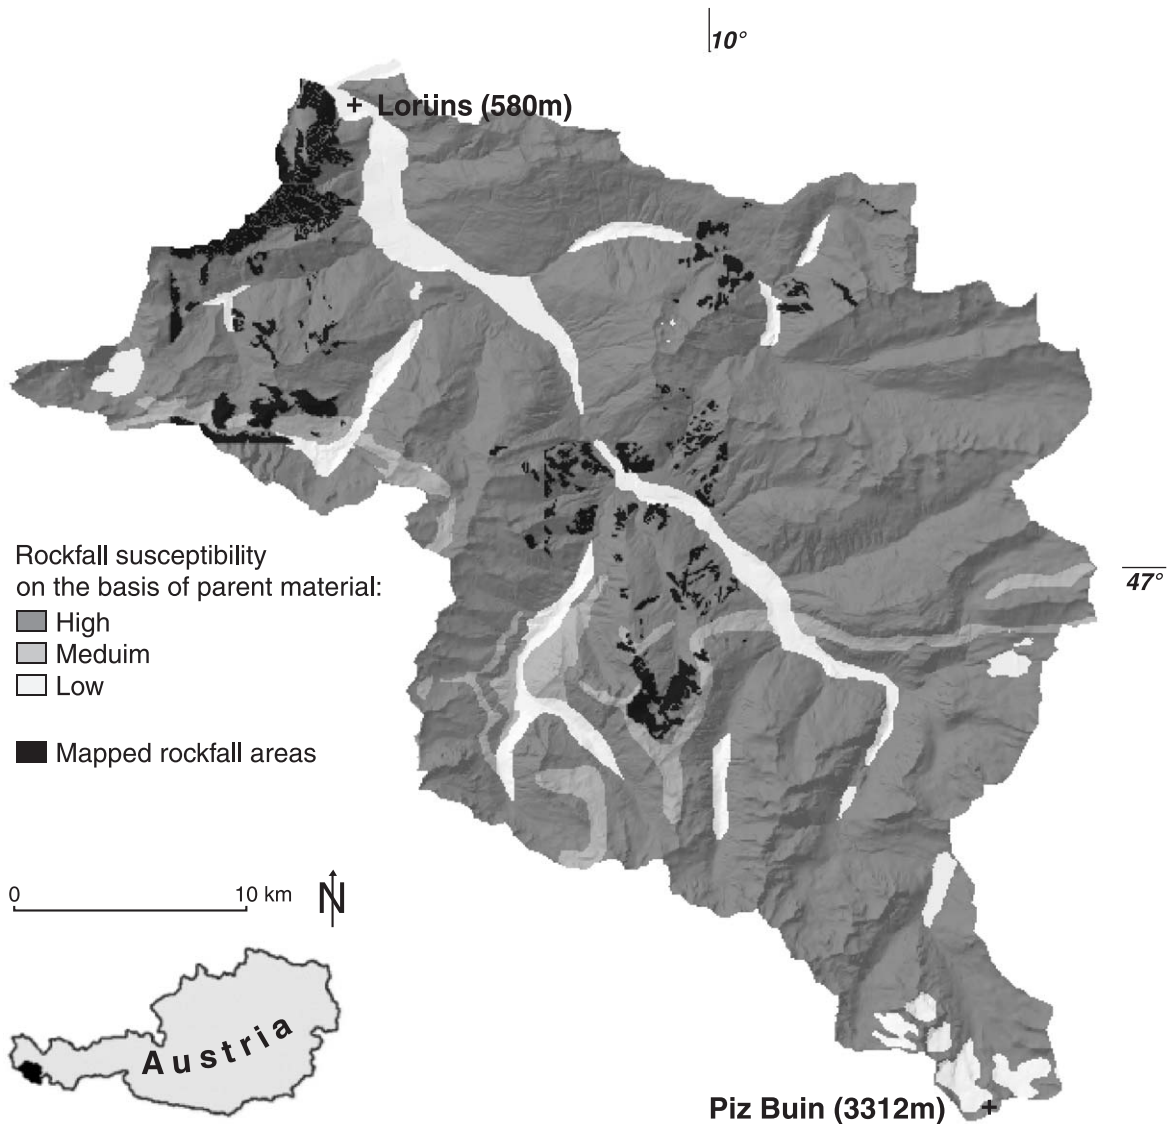 10°
Lorüns (580m)
Rockfall susceptibility
on the basis of parent material:
High
Meduim
Low
Mapped rockfall areas
47°
0 10 km N
Austria
Piz Buin (3312m)